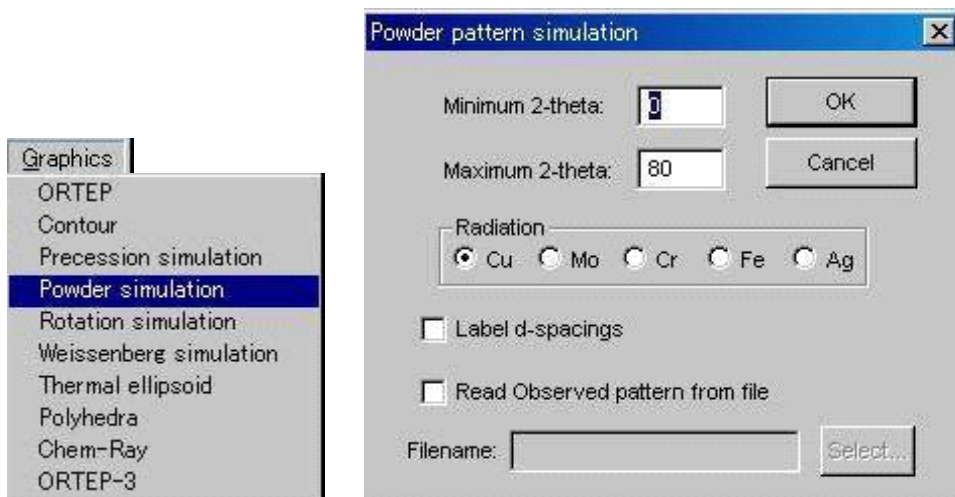 Graphics
ORTEP
Contour
Precession simulation
Powder simulation
Rotation simulation
Weissenberg simulation
Thermal ellipsoid
Polyhedra
Chem-Ray
ORTEP-3
Powder pattern simulation
Minimum 2-theta: 0 OK
Maximum 2-theta: 80 Cancel
Radiation
Cu Mo Cr Fe Ag
Label d-spacings
Read Observed pattern from file
Filename: Select...